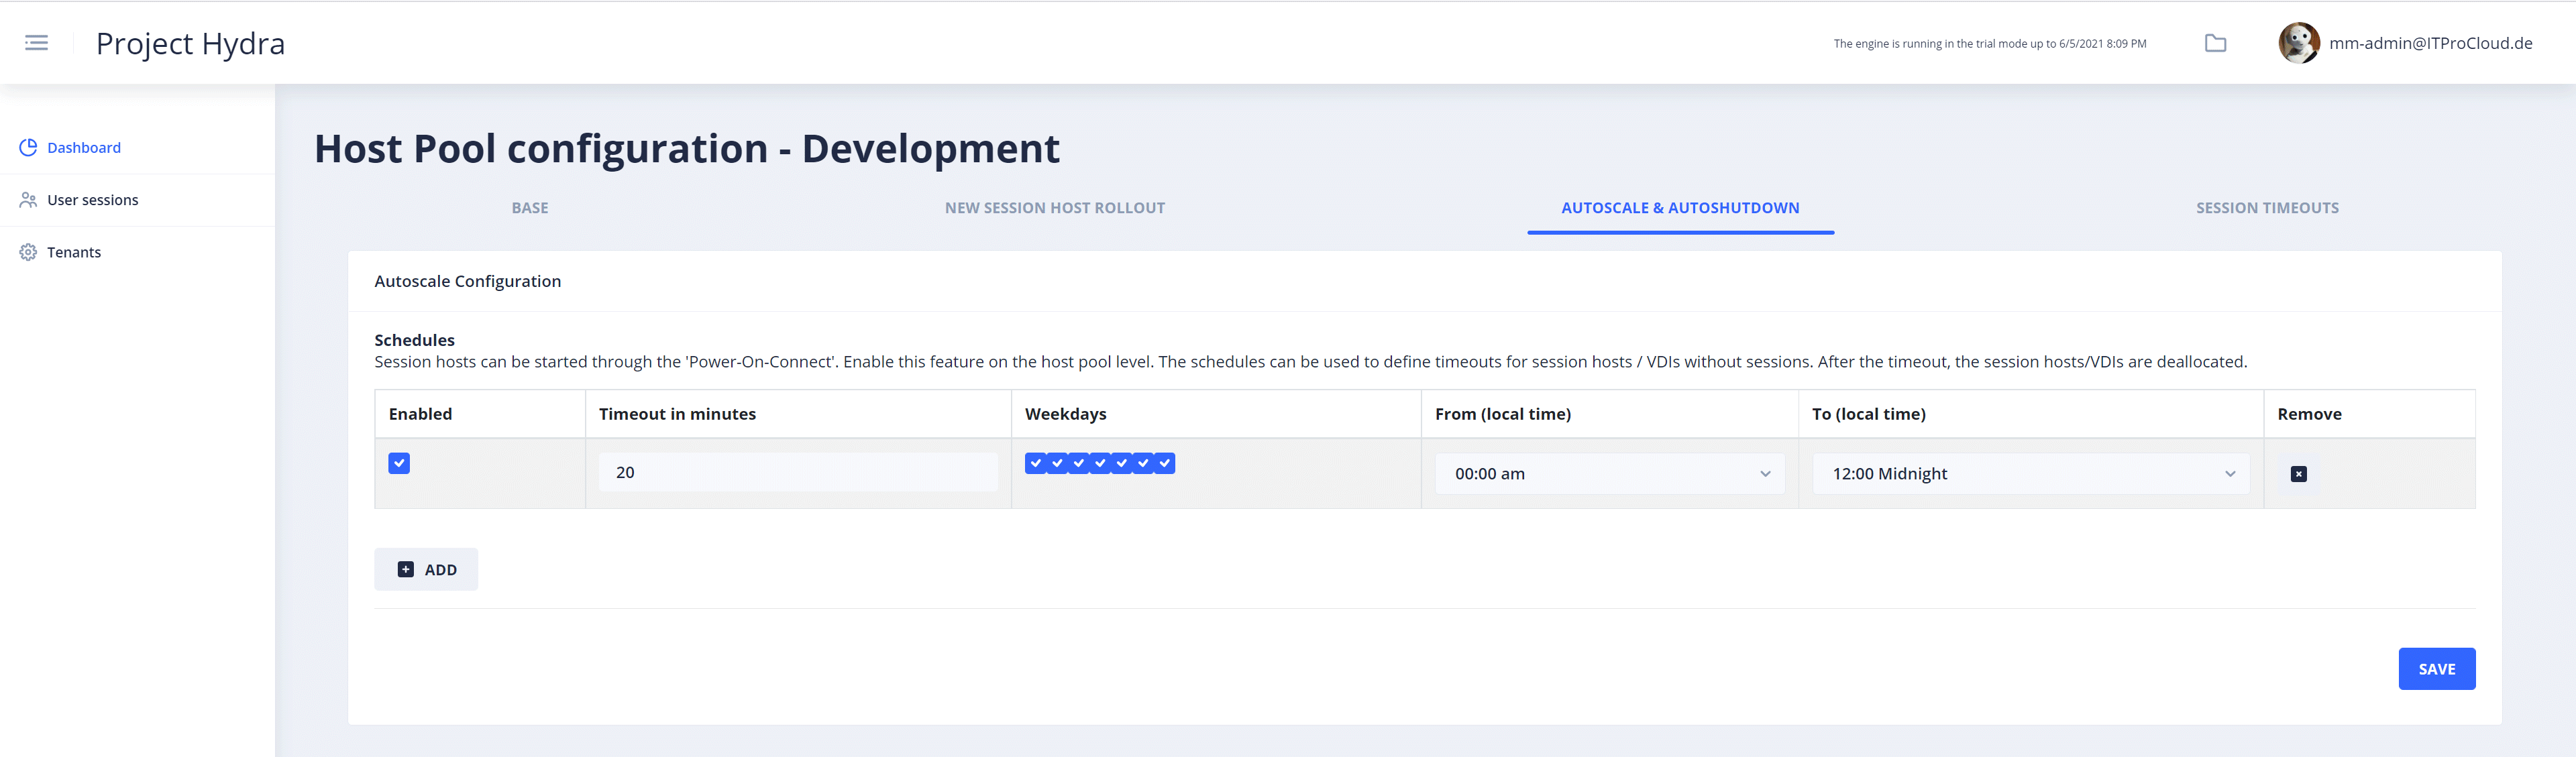 Project Hydra
The engine is running in the trial mode up to 6/5/2021 8:09 PM
mm-admin@ITProCloud.de
Dashboard
User sessions
Tenants
Host Pool configuration - Development
BASE
NEW SESSION HOST ROLLOUT
AUTOSCALE & AUTOSHUTDOWN
SESSION TIMEOUTS
Autoscale Configuration
Schedules
Session hosts can be started through the 'Power-On-Connect'. Enable this feature on the host pool level. The schedules can be used to define timeouts for session hosts / VDIs without sessions. After the timeout, the session hosts/VDIs are deallocated.
Enabled
Timeout in minutes
Weekdays
From (local time)
To (local time)
Remove
20
00:00 am
12:00 Midnight
ADD
SAVE